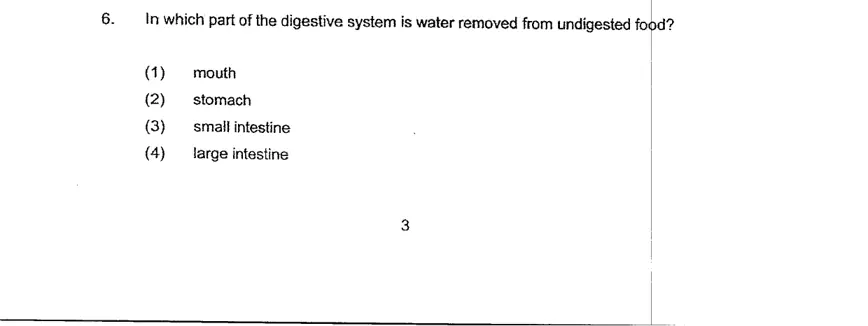 6. In which part of the digestive system is water removed from undigested food?
(1) mouth
(2) stomach
(3) small intestine
(4) large intestine
3